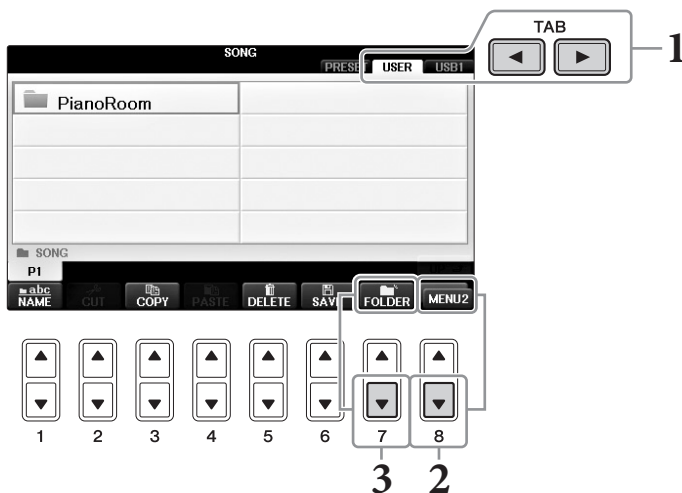 TAB
1
SONG
PRESET USER USB1
PianoRoom
SONG
P1
abc
NAME CUT COPY PASTE DELETE SAVE FOLDER MENU2
1 2 3 4 5 6 7 8
3 2